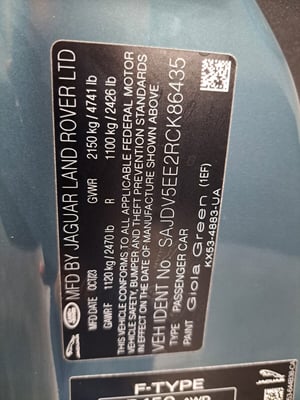 MFD BY JAGUAR LAND ROVER LTD
MFD DATE OCT/23 GVWR 2150 kg / 4741 lb
GAWR F 1120 kg / 2470 lb R 1100 kg / 2426 lb
THIS VEHICLE CONFORMS TO ALL APPLICABLE FEDERAL MOTOR
VEHICLE SAFETY, BUMPER AND THEFT PREVENTION STANDARDS
IN EFFECT ON THE DATE OF MANUFACTURE SHOWN ABOVE.
VEH IDENT No: SAJDV5EE2RCK86435
TYPE PASSENGER CAR
PAINT Gioia Green (1EF)
KX53-4883-UA
JAGUAR
F-TYPE